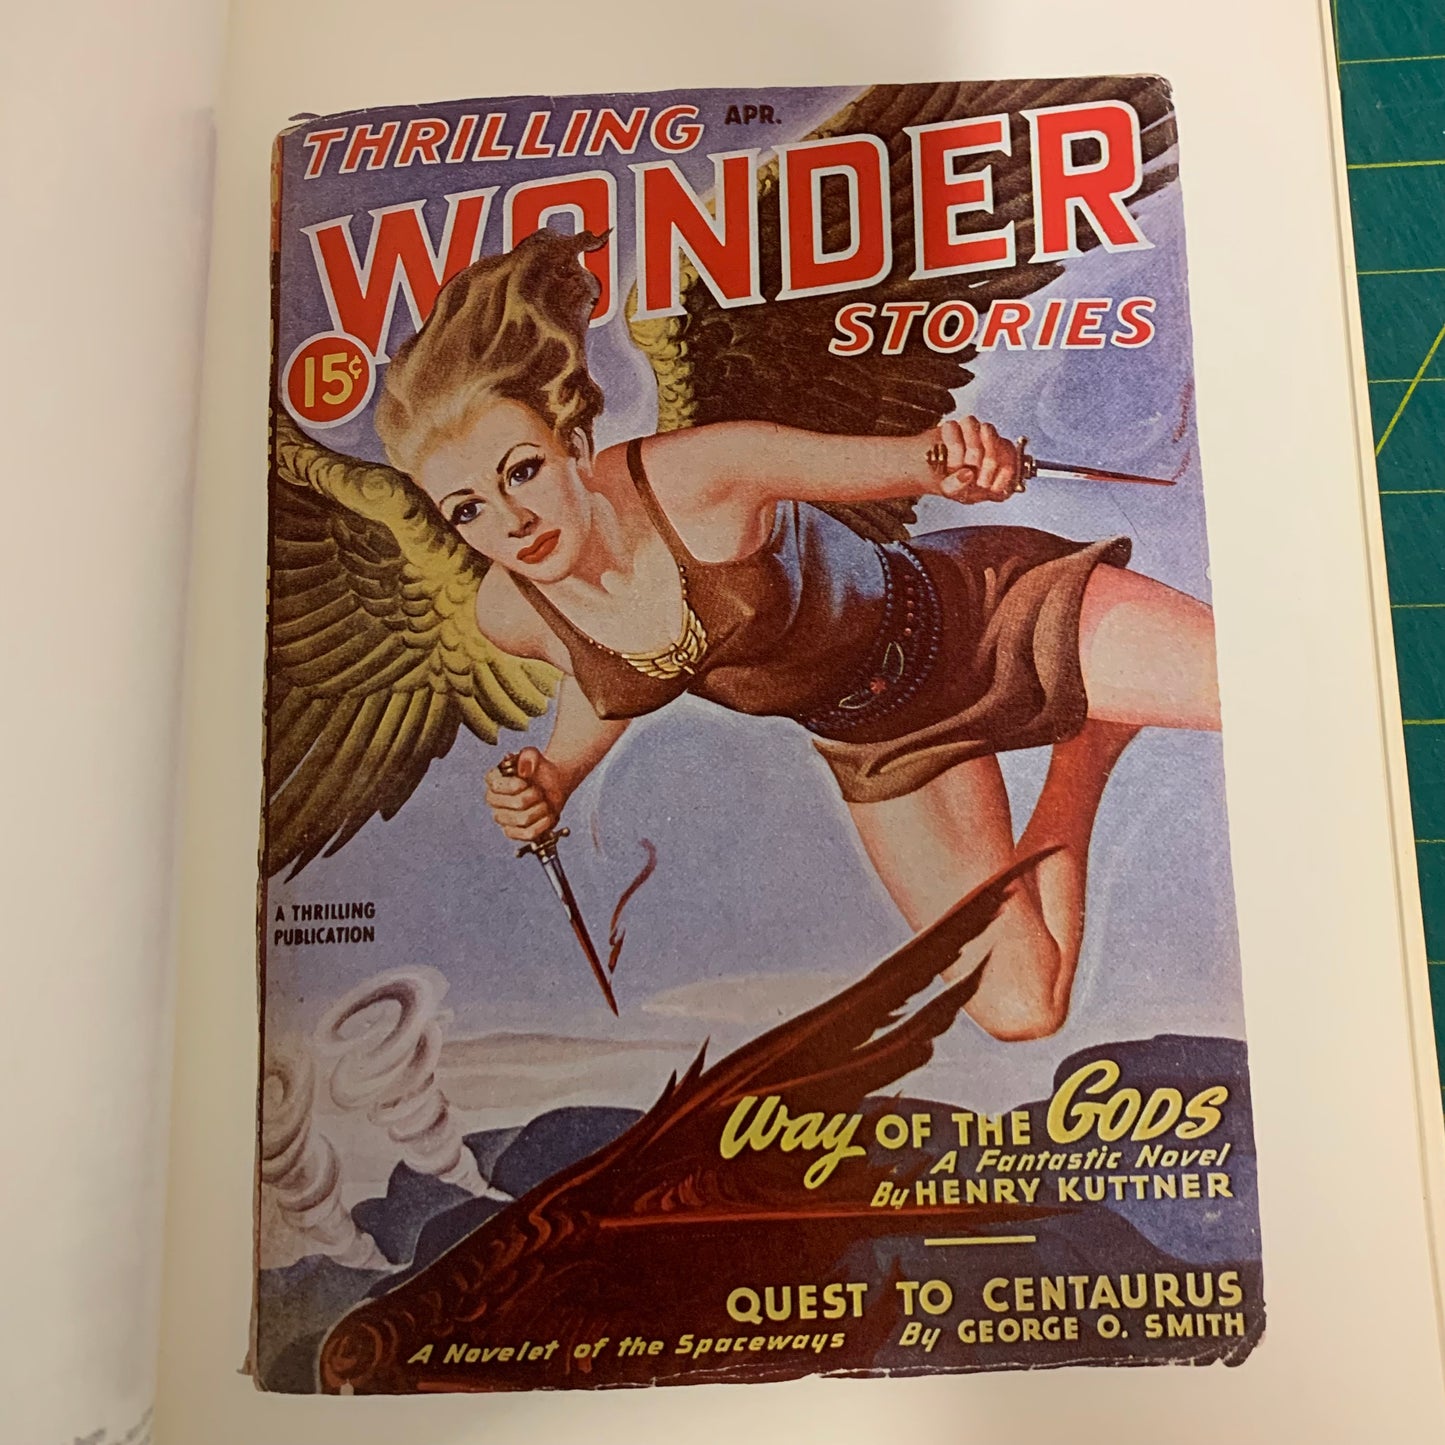 THRILLING APR.
WONDER
STORIES
15¢
A THRILLING
PUBLICATION
Way OF THE GODS
A Fantastic Novel
By HENRY KUTTNER
QUEST TO CENTAURUS
A Novelet of the Spaceways By GEORGE O. SMITH